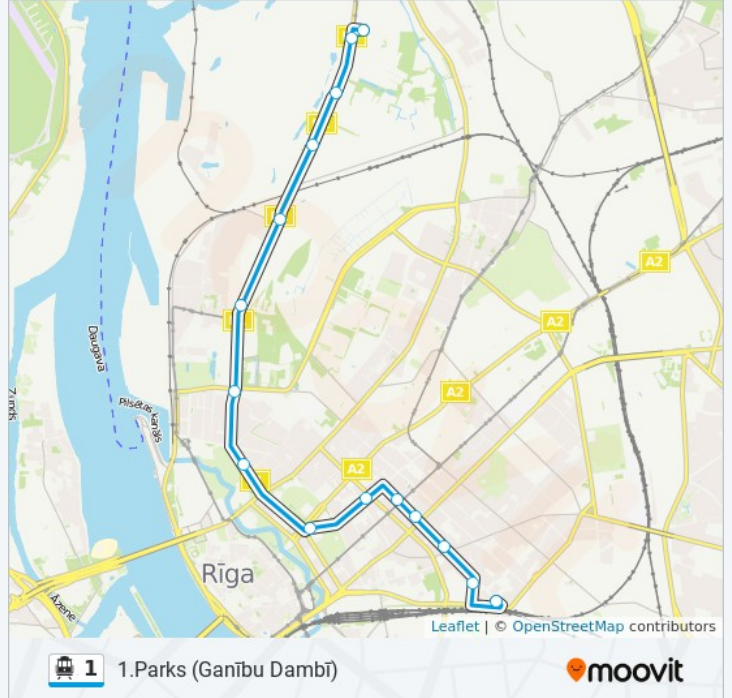 A2
A2
A2
A2
Daugava
Pilsētas kanāls
Zunds
Rīga
Āzene
Leaflet | © OpenStreetMap contributors
1 1.Parks (Ganību Dambī)
moovit